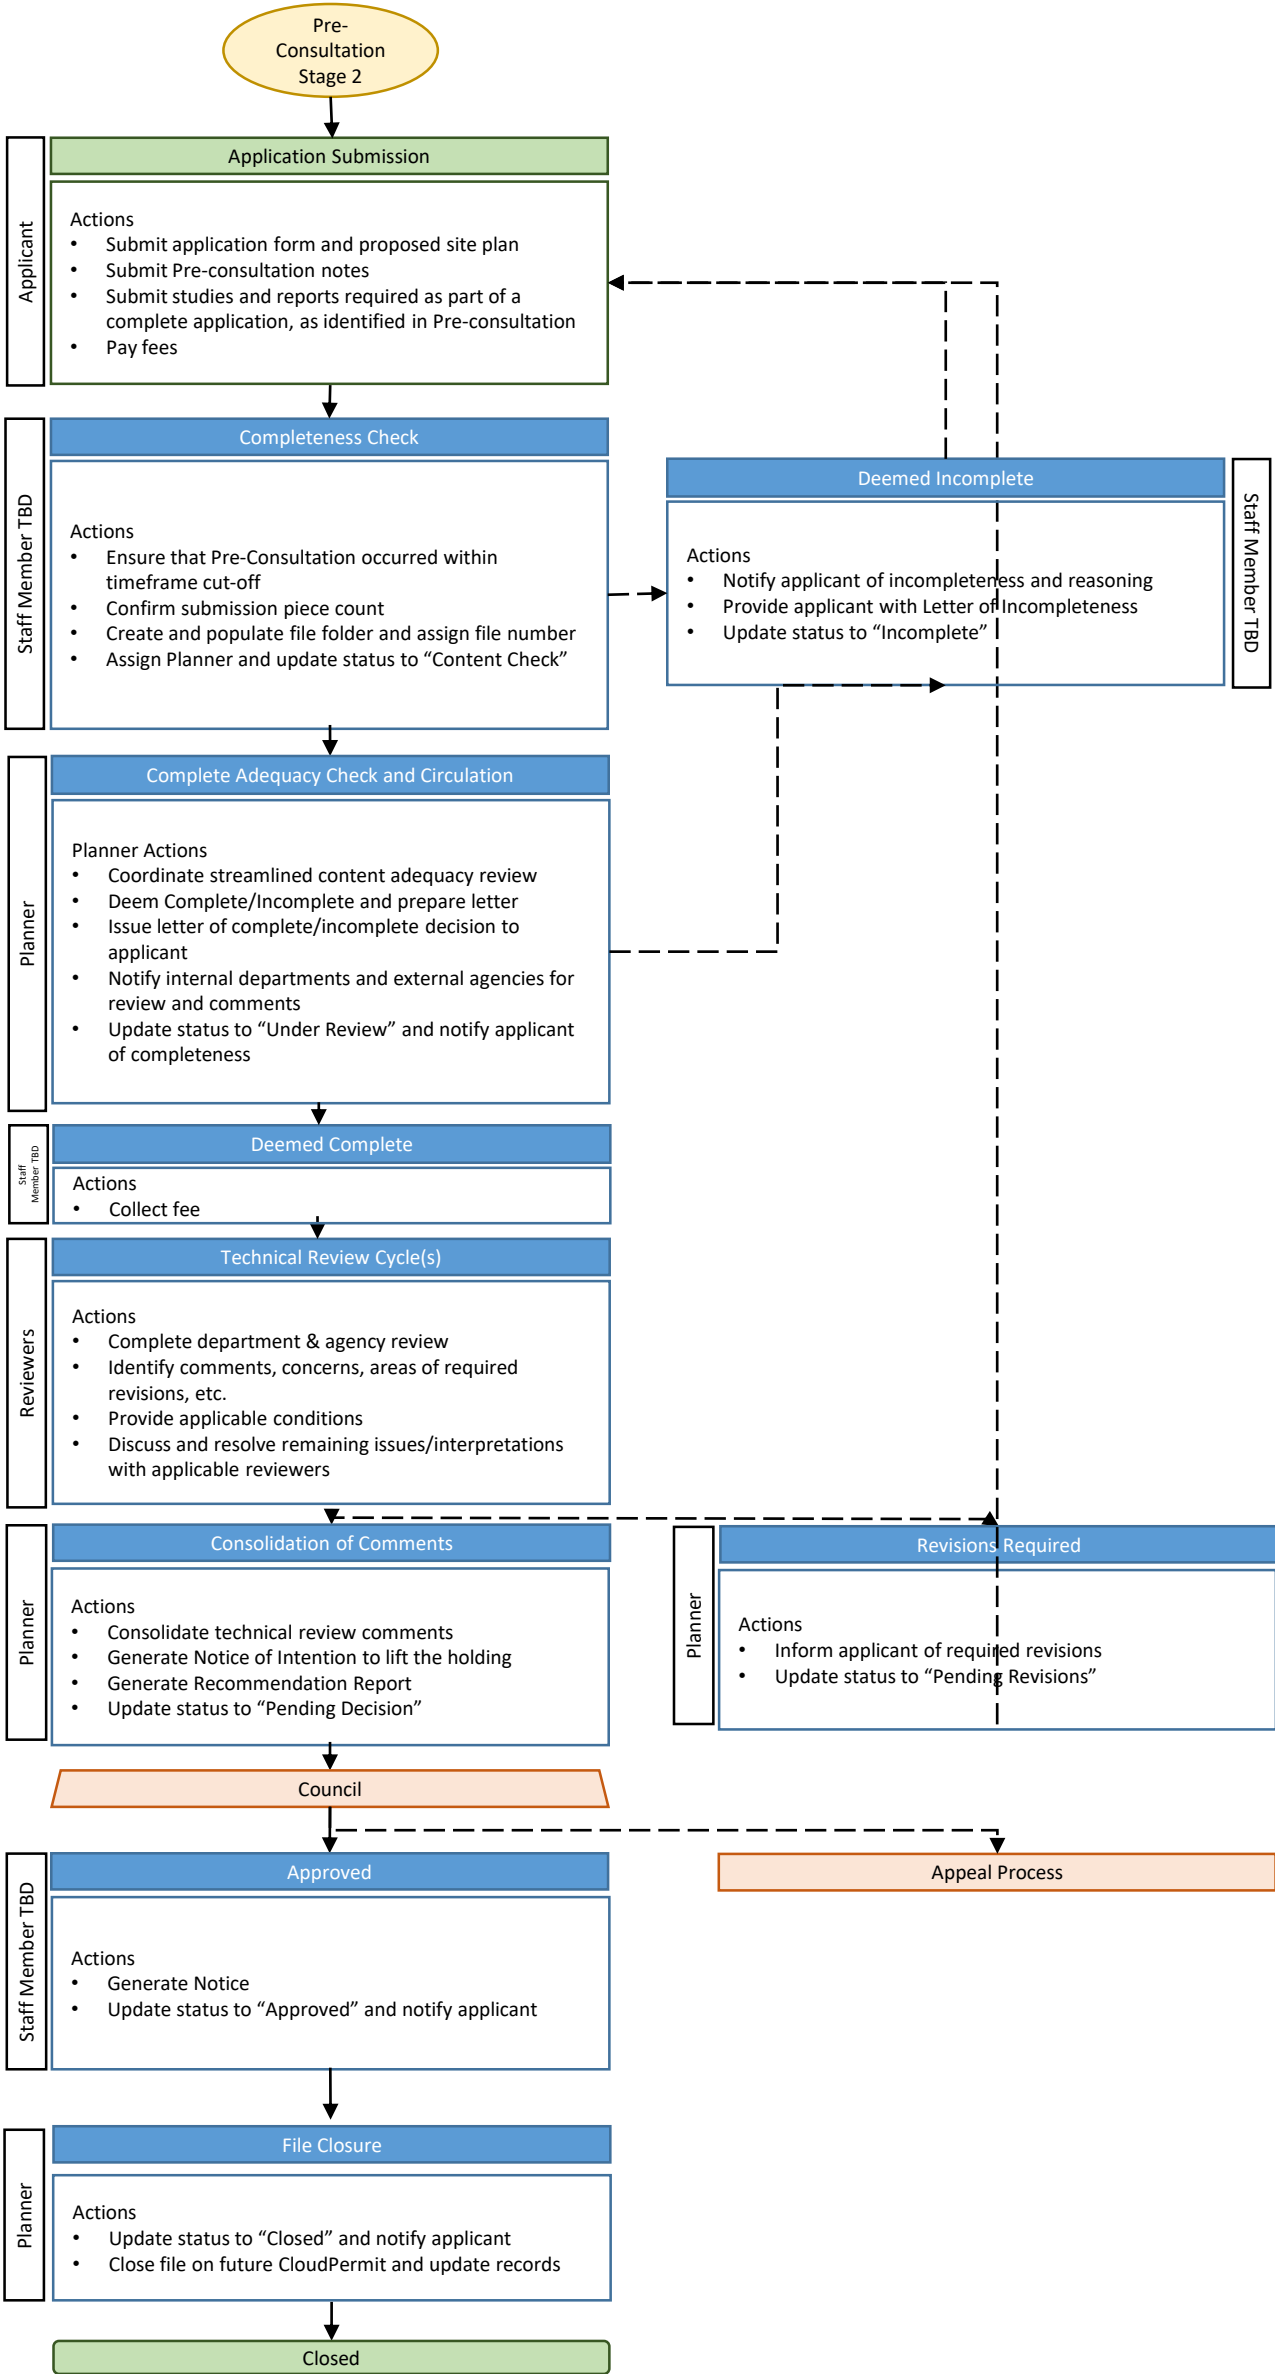 Pre-
Consultation
Stage 2
Applicant
Application Submission
Actions
• Submit application form and proposed site plan
• Submit Pre-consultation notes
• Submit studies and reports required as part of a
complete application, as identified in Pre-consultation
• Pay fees
Staff Member TBD
Completeness Check
Actions
• Ensure that Pre-Consultation occurred within
timeframe cut-off
• Confirm submission piece count
• Create and populate file folder and assign file number
• Assign Planner and update status to “Content Check”
Deemed Incomplete
Actions
• Notify applicant of incompleteness and reasoning
• Provide applicant with Letter of Incompleteness
• Update status to “Incomplete”
Staff Member TBD
Planner
Complete Adequacy Check and Circulation
Planner Actions
• Coordinate streamlined content adequacy review
• Deem Complete/Incomplete and prepare letter
• Issue letter of complete/incomplete decision to
applicant
• Notify internal departments and external agencies for
review and comments
• Update status to “Under Review” and notify applicant
of completeness
Staff
Member TBD
Deemed Complete
Actions
• Collect fee
Reviewers
Technical Review Cycle(s)
Actions
• Complete department & agency review
• Identify comments, concerns, areas of required
revisions, etc.
• Provide applicable conditions
• Discuss and resolve remaining issues/interpretations
with applicable reviewers
Planner
Consolidation of Comments
Actions
• Consolidate technical review comments
• Generate Notice of Intention to lift the holding
• Generate Recommendation Report
• Update status to “Pending Decision”
Planner
Revisions Required
Actions
• Inform applicant of required revisions
• Update status to “Pending Revisions”
Council
Staff Member TBD
Approved
Actions
• Generate Notice
• Update status to “Approved” and notify applicant
Appeal Process
Planner
File Closure
Actions
• Update status to “Closed” and notify applicant
• Close file on future CloudPermit and update records
Closed